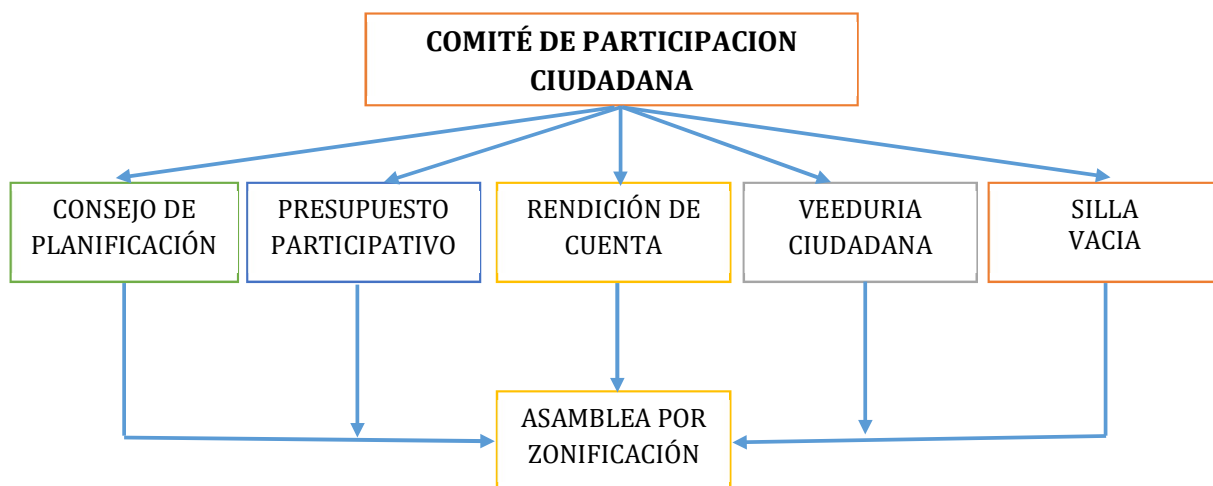 COMITÉ DE PARTICIPACION
CIUDADANA
CONSEJO DE
PLANIFICACIÓN
PRESUPUESTO
PARTICIPATIVO
RENDICIÓN DE
CUENTA
VEEDURIA
CIUDADANA
SILLA
VACIA
ASAMBLEA POR
ZONIFICACIÓN